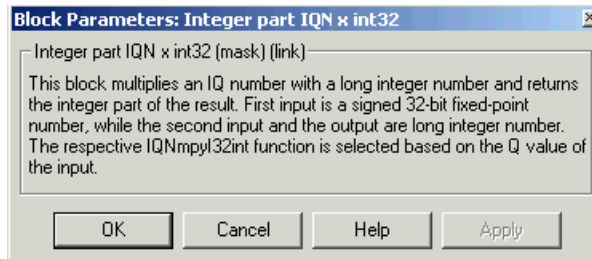 Block Parameters: Integer part IQN x int32
Integer part IQN x int32 (mask) (link)
This block multiplies an IQ number with a long integer number and returns
the integer part of the result. First input is a signed 32-bit fixed-point
number, while the second input and the output are long integer number.
The respective IQNmpyI32int function is selected based on the Q value of
the input.
OK Cancel Help Apply